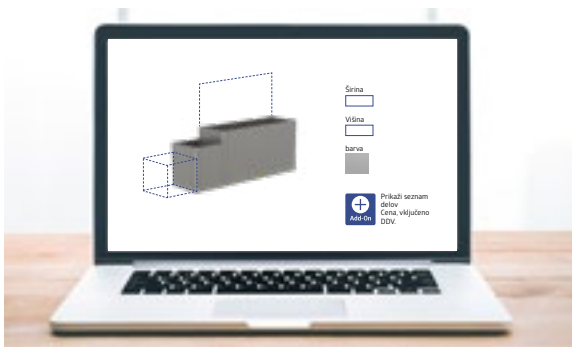 Širina
Višina
barva
Add-On
Prikaži seznam
delov
Cena, vključeno
DDV.